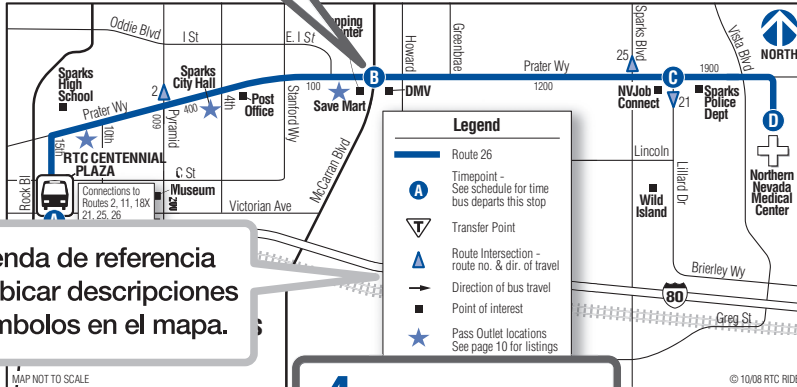 Oddie Blvd
I St
E. I St
Howard
Greenbrae
Sparks Blvd
Vista Blvd
NORTH
25
Prater Wy
1200
1900
B
C
D
Sparks
High
School
2
Sparks
City Hall
400
4th
Post
Office
Stanford Wy
100
Save Mart
DMV
NVJob
Connect
21
Sparks
Police
Dept
Prater Wy
15th
10th
600
Pyramid
RTC CENTENNIAL
PLAZA
C St
Rock Bl
Connections to
Routes 2, 11, 18X
21, 25, 26
Museum
Victorian Ave
McCarran Blvd
Lincoln
Lillard Dr
Wild
Island
Northern
Nevada
Medical
Center
Brierley Wy
80
Greg St
Legend
Route 26
A
Timepoint -
See schedule for time
bus departs this stop
T
Transfer Point
Route Intersection -
route no. & dir. of travel
Direction of bus travel
Point of interest
Pass Outlet locations
See page 10 for listings
enda de referencia
bicar descripciones
mbolos en el mapa.
MAP NOT TO SCALE
© 10/08 RTC RIDE